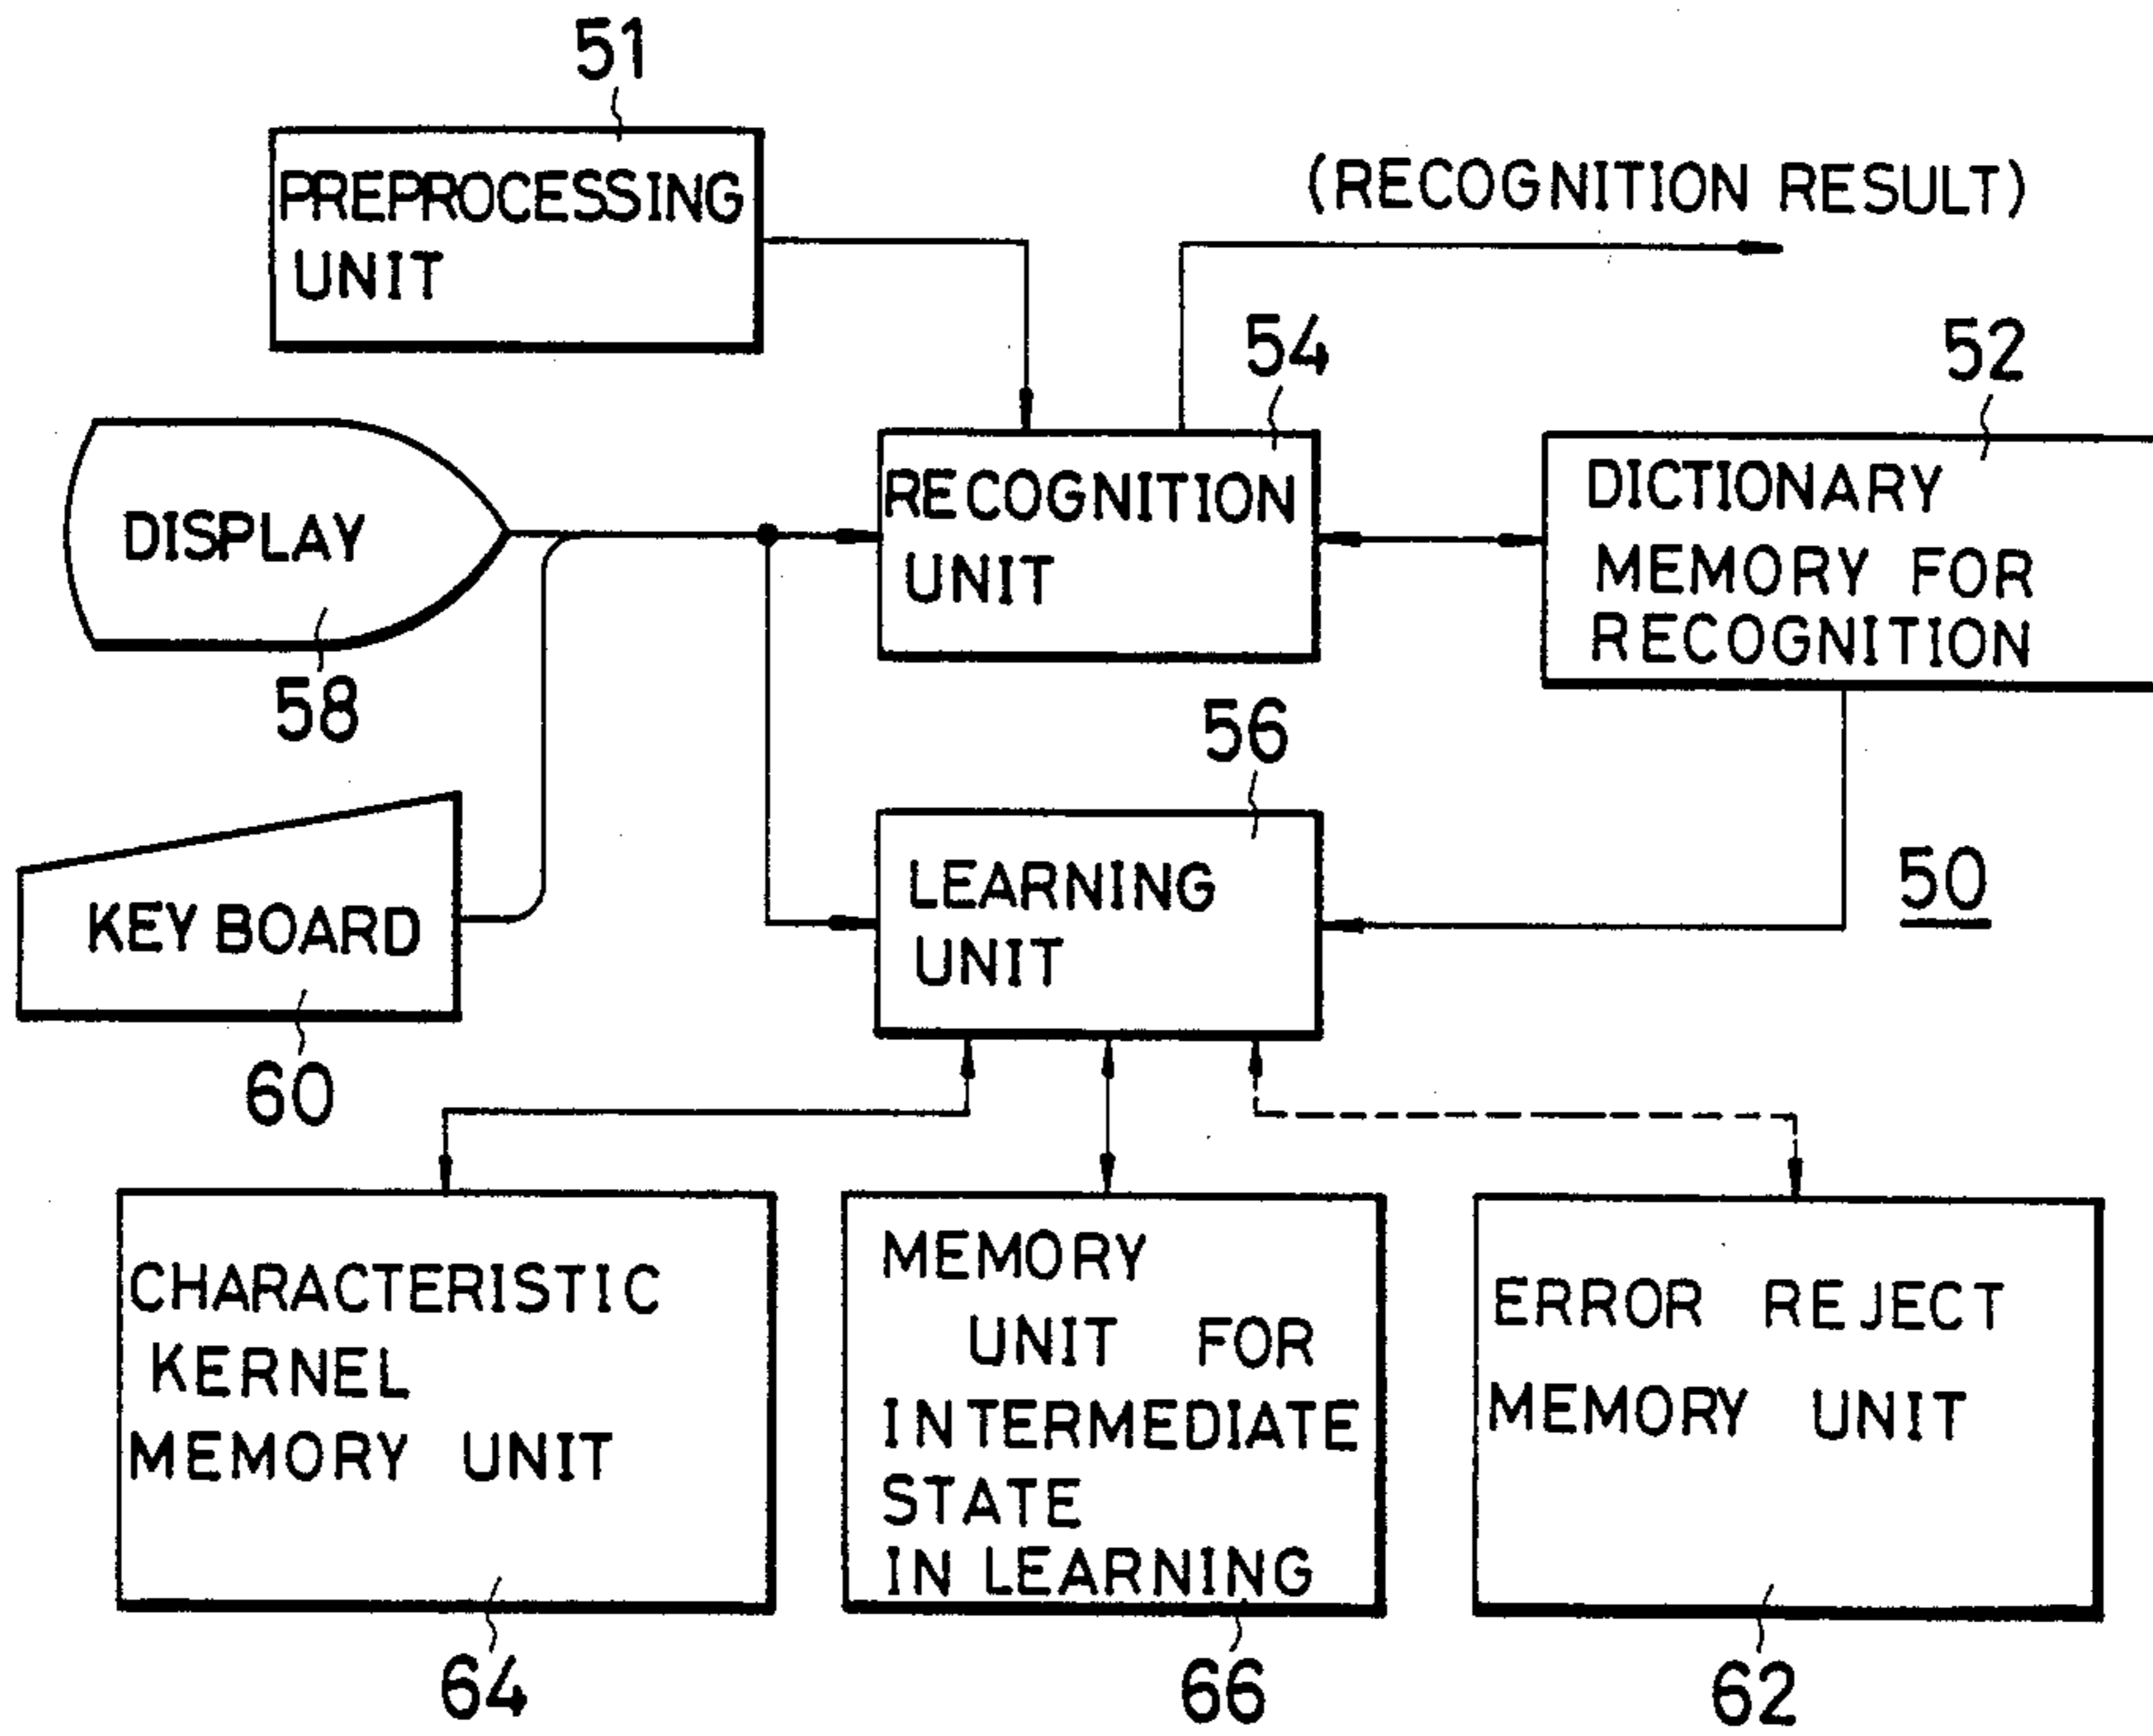 51
PREPROCESSING
UNIT
(RECOGNITION RESULT)
54
RECOGNITION
UNIT
52
DICTIONARY
MEMORY FOR
RECOGNITION
DISPLAY
58
56
LEARNING
UNIT
50
KEY BOARD
60
CHARACTERISTIC
KERNEL
MEMORY UNIT
64
MEMORY
UNIT FOR
INTERMEDIATE
STATE
IN LEARNING
66
ERROR REJECT
MEMORY UNIT
62